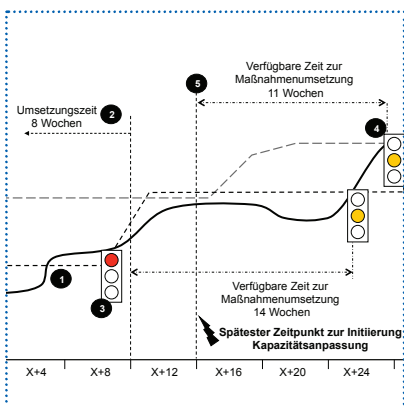 5
Verfügbare Zeit zur
Maßnahmenumsetzung
11 Wochen
Umsetzungszeit
8 Wochen
2
4
1
3
Verfügbare Zeit zur
Maßnahmenumsetzung
14 Wochen
Spätester Zeitpunkt zur Initiierung
Kapazitätsanpassung
X+4 X+8 X+12 X+16 X+20 X+24